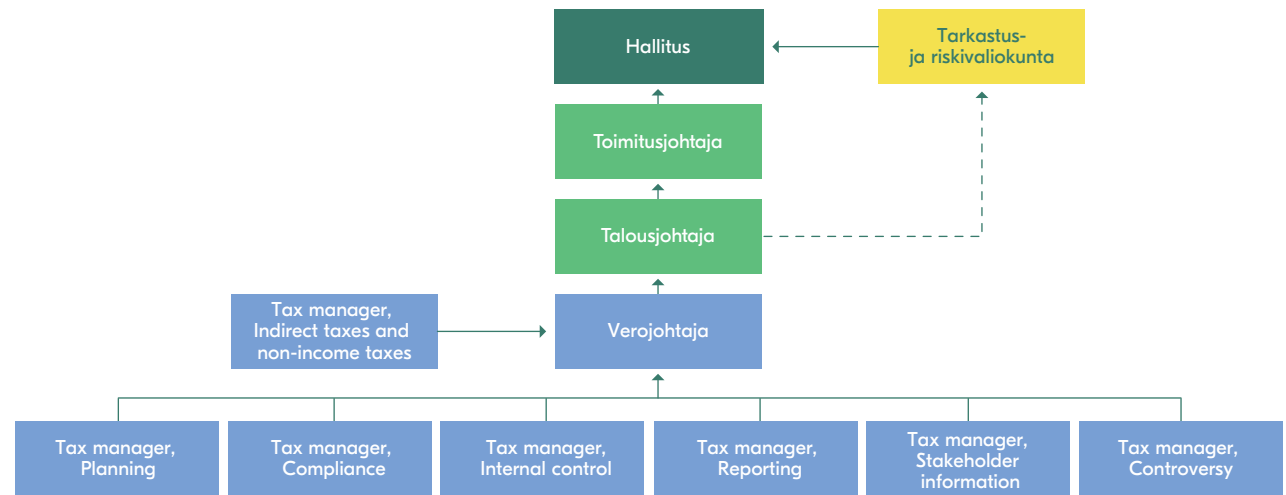 Hallitus
Tarkastus-
ja riskivaliokunta
Toimitusjohtaja
Talousjohtaja
Tax manager,
Indirect taxes and
non-income taxes
Verojohtaja
Tax manager,
Planning
Tax manager,
Compliance
Tax manager,
Internal control
Tax manager,
Reporting
Tax manager,
Stakeholder
information
Tax manager,
Controversy